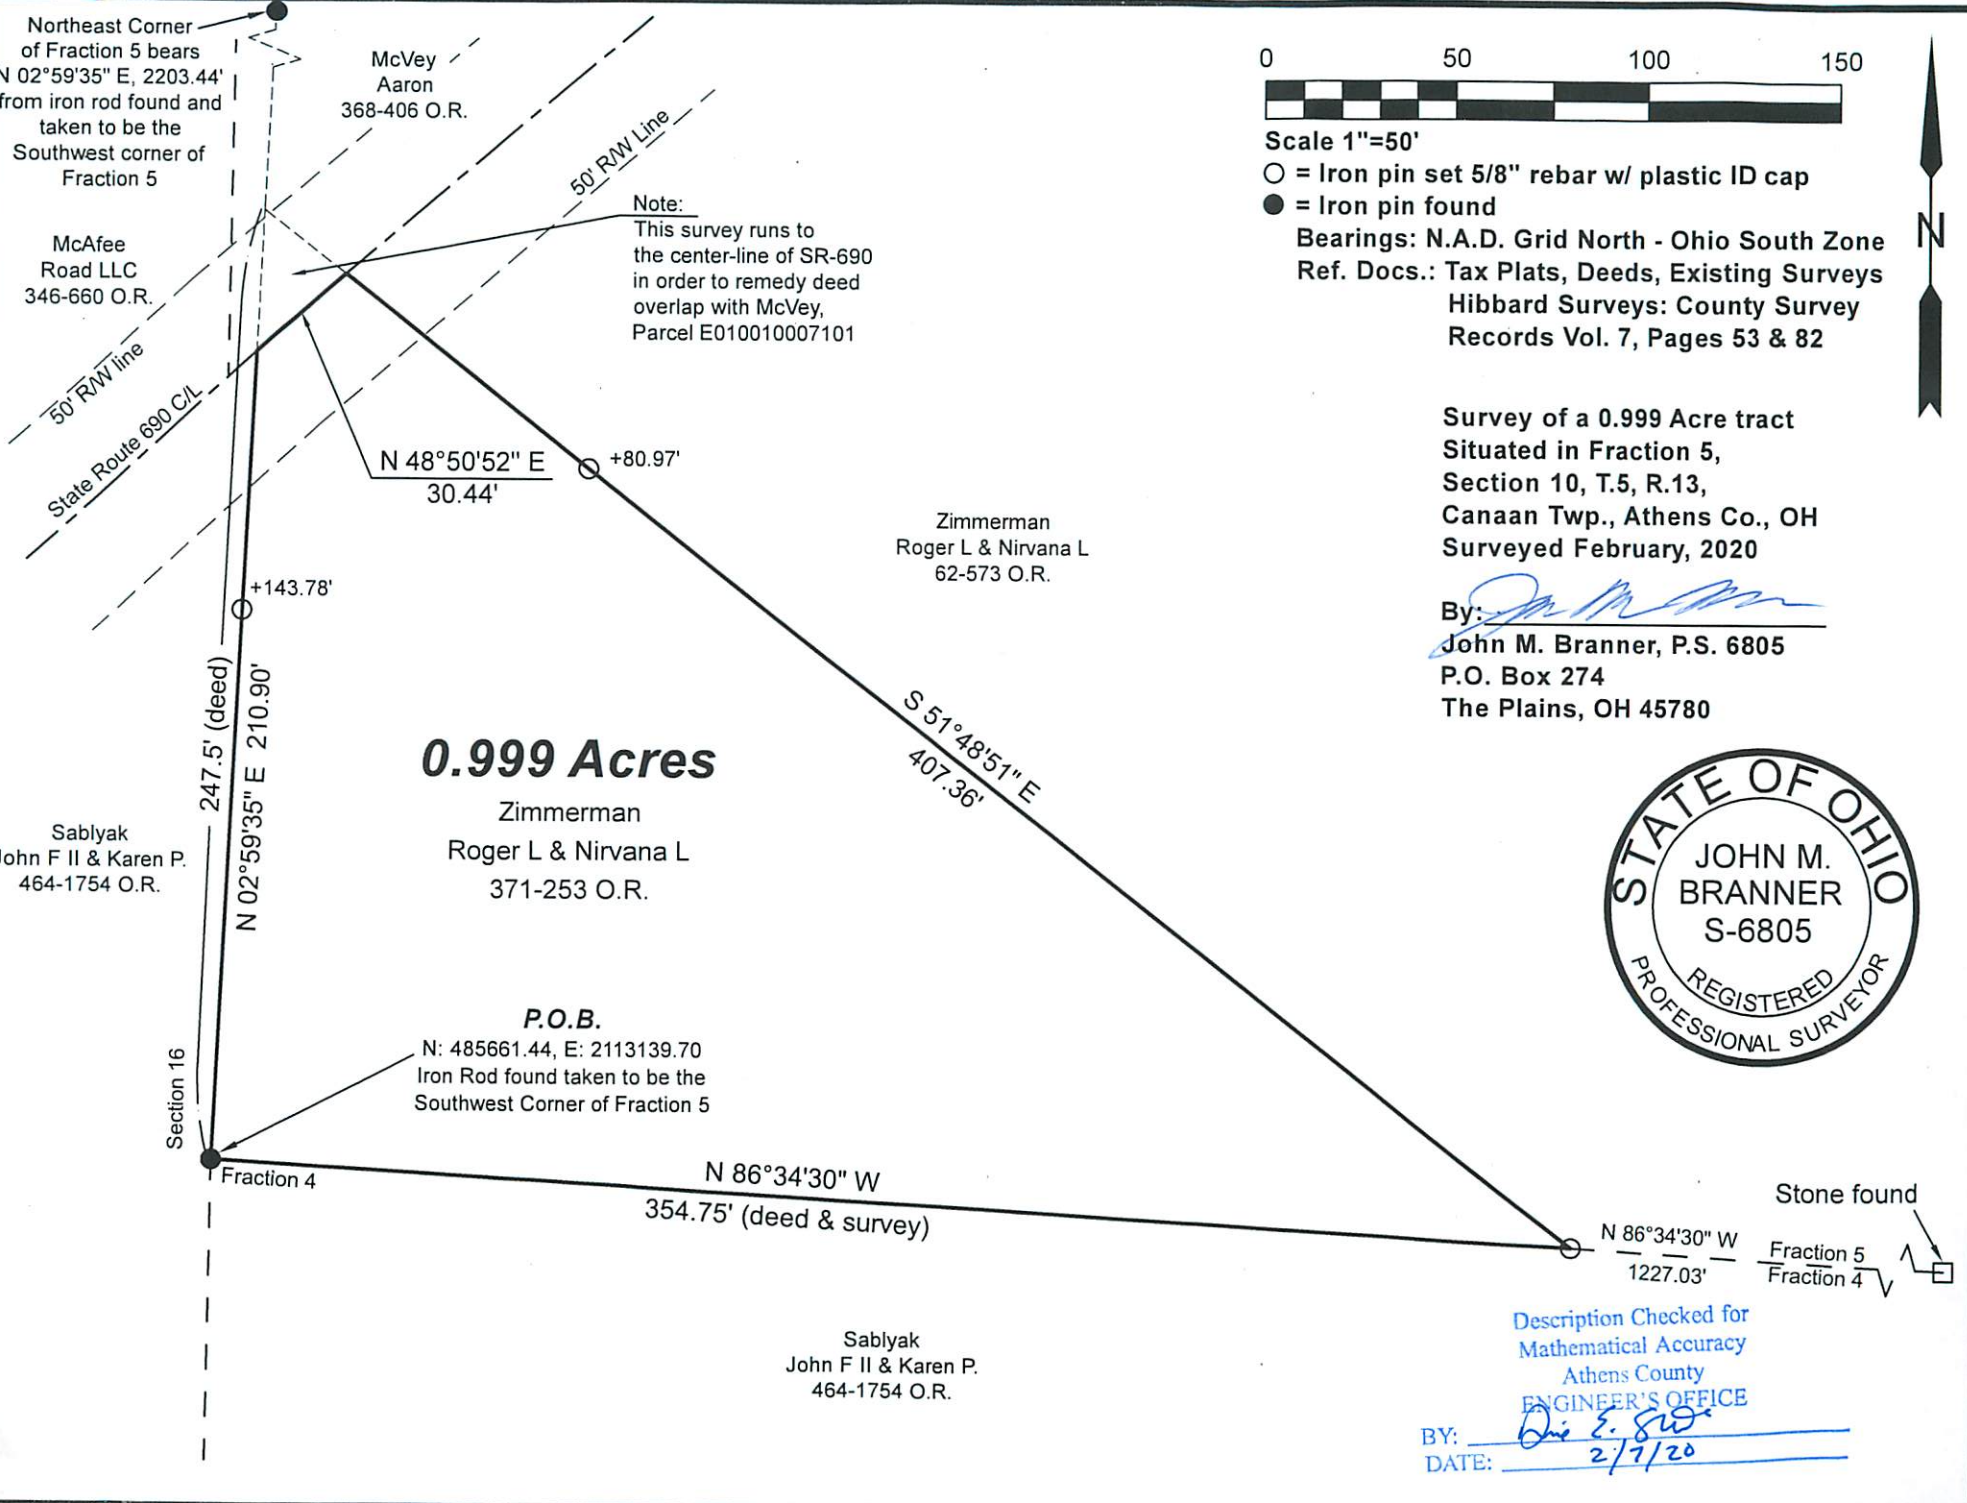 Northeast Corner
of Fraction 5 bears
N 02°59'35" E, 2203.44'
from iron rod found and
taken to be the
Southwest corner of
Fraction 5
McVey
Aaron
368-406 O.R.
McAfee
Road LLC
346-660 O.R.
50' R/W line
State Route 690 C/L
50' R/W Line
Note:
This survey runs to
the center-line of SR-690
in order to remedy deed
overlap with McVey,
Parcel E010010007101
N 48°50'52" E
30.44'
+80.97'
+143.78'
247.5' (deed)
N 02°59'35" E 210.90'
Zimmerman
Roger L & Nirvana L
62-573 O.R.
S 51°48'51" E
407.36'
0.999 Acres
Zimmerman
Roger L & Nirvana L
371-253 O.R.
Sablyak
John F II & Karen P.
464-1754 O.R.
P.O.B.
N: 485661.44, E: 2113139.70
Iron Rod found taken to be the
Southwest Corner of Fraction 5
Section 16
Fraction 4
N 86°34'30" W
354.75' (deed & survey)
Sablyak
John F II & Karen P.
464-1754 O.R.
0 50 100 150
Scale 1"=50'
= Iron pin set 5/8" rebar w/ plastic ID cap
= Iron pin found
Bearings: N.A.D. Grid North - Ohio South Zone
Ref. Docs.: Tax Plats, Deeds, Existing Surveys
Hibbard Surveys: County Survey
Records Vol. 7, Pages 53 & 82
N
Survey of a 0.999 Acre tract
Situated in Fraction 5,
Section 10, T.5, R.13,
Canaan Twp., Athens Co., OH
Surveyed February, 2020
By:
John M. Branner, P.S. 6805
P.O. Box 274
The Plains, OH 45780
STATE OF OHIO
JOHN M.
BRANNER
S-6805
REGISTERED
PROFESSIONAL SURVEYOR
Stone found
N 86°34'30" W
1227.03'
Fraction 5
Fraction 4
Description Checked for
Mathematical Accuracy
Athens County
ENGINEER'S OFFICE
BY:
DATE: 2/7/20